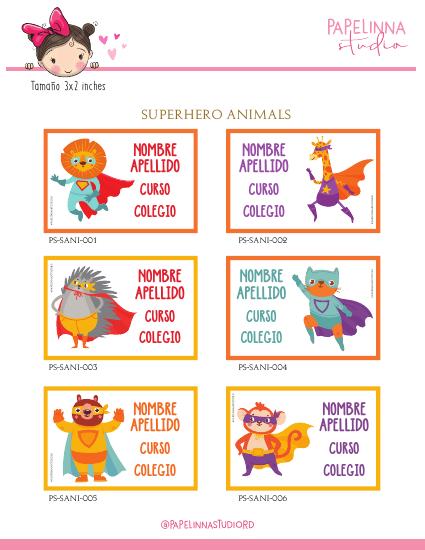 PAPELINNA
studio
Tamaño 3x2 inches
SUPERHERO ANIMALS
NOMBRE
APELLIDO
CURSO
COLEGIO
PS-SANI-001
NOMBRE
APELLIDO
CURSO
COLEGIO
PS-SANI-002
NOMBRE
APELLIDO
CURSO
COLEGIO
PS-SANI-003
NOMBRE
APELLIDO
CURSO
COLEGIO
PS-SANI-004
NOMBRE
APELLIDO
CURSO
COLEGIO
PS-SANI-005
NOMBRE
APELLIDO
CURSO
COLEGIO
PS-SANI-006
@PAPELINNASTUDIORD